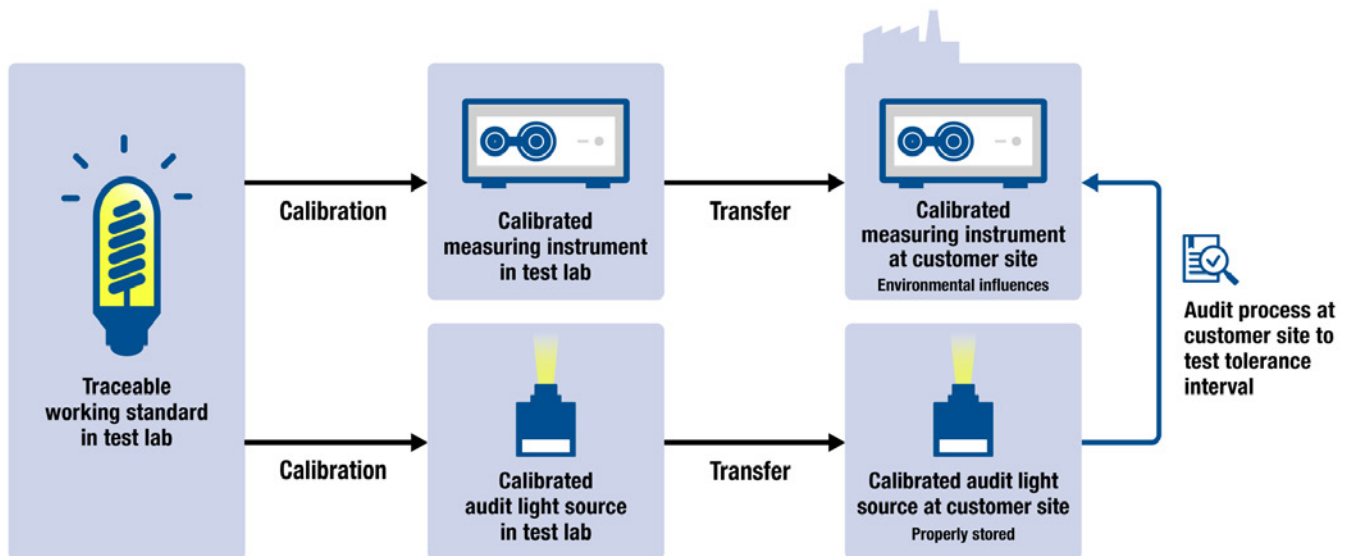 Traceable
working standard
in test lab
Calibration
Calibrated
measuring instrument
in test lab
Transfer
Calibrated
measuring instrument
at customer site
Environmental influences
Calibration
Calibrated
audit light source
in test lab
Transfer
Calibrated audit light
source at customer site
Properly stored
Audit process at
customer site to
test tolerance
interval